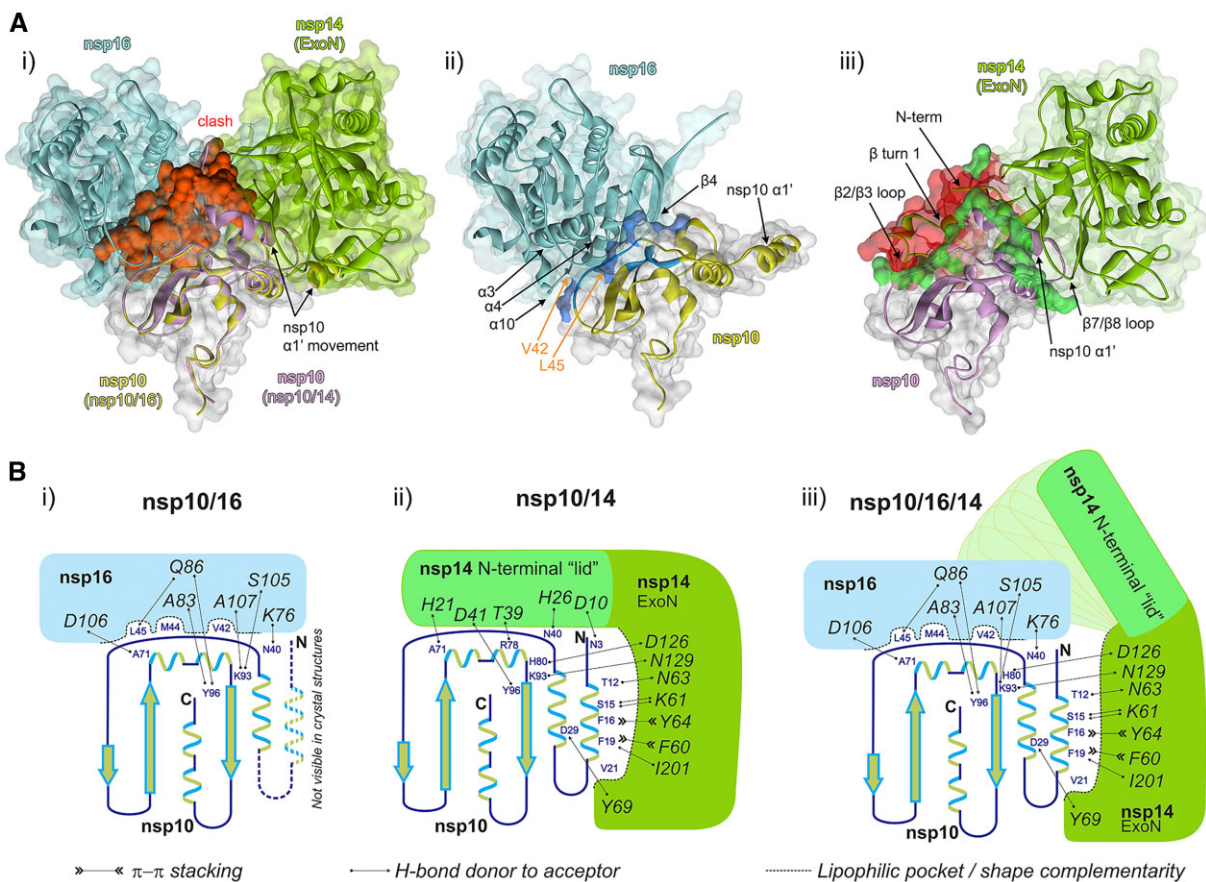 A
i)
nsp16
nsp14
(ExoN)
clash
nsp10
α1' movement
nsp10
(nsp10/16)
nsp10
(nsp10/14)
ii)
nsp16
β4
nsp10 α1'
α3
α4
α10
V42
L45
nsp10
iii)
nsp14
(ExoN)
N-term
β turn 1
β2/β3 loop
β7/β8 loop
nsp10 α1'
nsp10
B
i)
nsp10/16
nsp16
Q86
S105
A83
A107
D106
K76
L45
M44
V42
N
A71
N40
K93
Y96
C
Not visible in crystal structures
nsp10
ii)
nsp10/14
nsp14 N-terminal "lid"
nsp14
ExoN
H21
D41
T39
H26
D10
N40
N
N3
A71
R78
H80
K93
Y96
C
D126
N129
T12
N63
S15
K61
F16
Y64
F19
F60
D29
I201
V21
Y69
nsp10
iii)
nsp10/16/14
nsp14 N-terminal "lid"
nsp16
Q86
S105
A83
A107
D106
K76
L45
M44
V42
N
A71
N40
H80
K93
Y96
C
D126
N129
T12
N63
S15
K61
F16
Y64
F19
F60
D29
I201
V21
Y69
nsp14
ExoN
nsp10
π–π stacking
H-bond donor to acceptor
Lipophilic pocket / shape complementarity